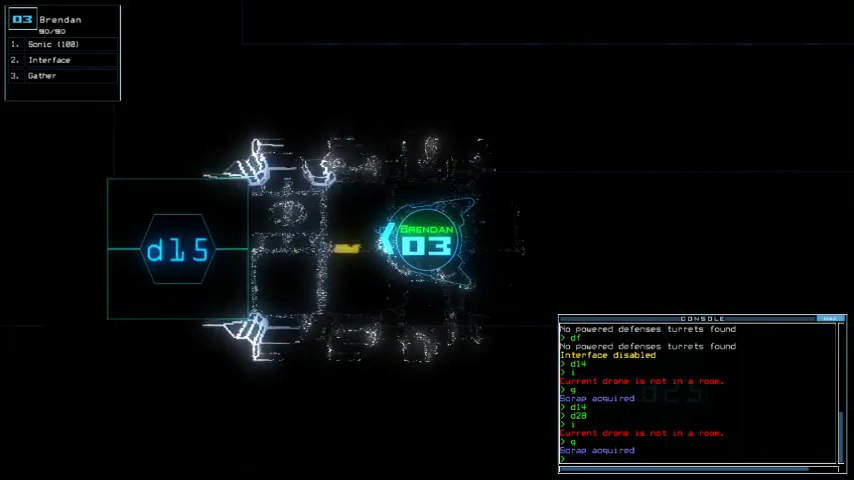 03 Brendan
90/90
1. Sonic (100)
2. Interface
3. Gather
d15
BRENDAN
03
CONSOLE
No powered defenses turrets found
> df
No powered defenses turrets found
Interface disabled
> d14
> i
Current drone is not in a room.
> g
Scrap acquired
> d14
> d28
> i
Current drone is not in a room.
> g
Scrap acquired
>
d25